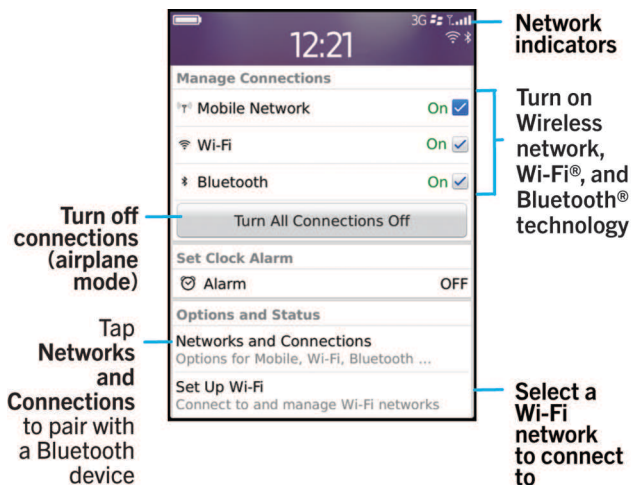 3G
12:21
Network
indicators
Manage Connections
Mobile Network On
Wi-Fi On
Bluetooth On
Turn on
Wireless
network,
Wi-Fi®, and
Bluetooth®
technology
Turn All Connections Off
Turn off
connections
(airplane
mode)
Set Clock Alarm
Alarm OFF
Options and Status
Networks and Connections
Options for Mobile, Wi-Fi, Bluetooth ...
Tap
Networks
and
Connections
to pair with
a Bluetooth
device
Set Up Wi-Fi
Connect to and manage Wi-Fi networks
Select a
Wi-Fi
network
to connect
to